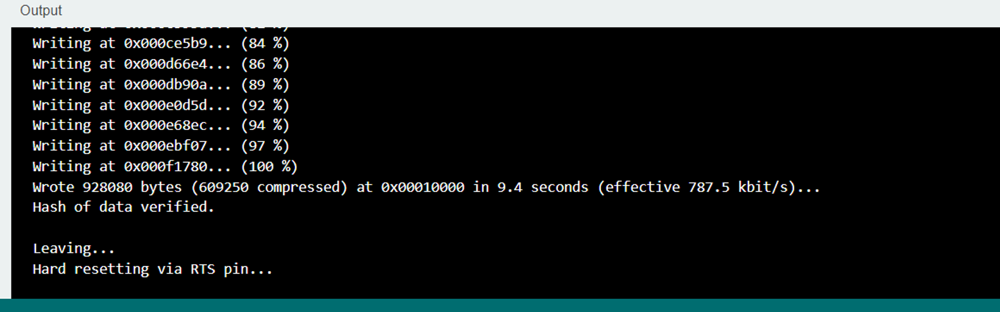 Output
Writing at 0x000ce5b9... (84 %)
Writing at 0x000d66e4... (86 %)
Writing at 0x000db90a... (89 %)
Writing at 0x000e0d5d... (92 %)
Writing at 0x000e68ec... (94 %)
Writing at 0x000ebf07... (97 %)
Writing at 0x000f1780... (100 %)
Wrote 928080 bytes (609250 compressed) at 0x00010000 in 9.4 seconds (effective 787.5 kbit/s)...
Hash of data verified.
Leaving...
Hard resetting via RTS pin...